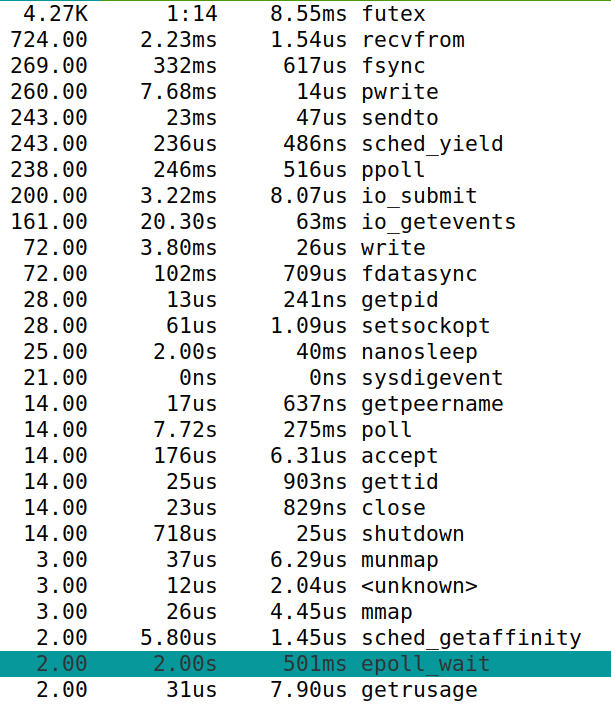 4.27K 1:14 8.55ms futex
724.00 2.23ms 1.54us recvfrom
269.00 332ms 617us fsync
260.00 7.68ms 14us pwrite
243.00 23ms 47us sendto
243.00 236us 486ns sched_yield
238.00 246ms 516us ppoll
200.00 3.22ms 8.07us io_submit
161.00 20.30s 63ms io_getevents
72.00 3.80ms 26us write
72.00 102ms 709us fdatasync
28.00 13us 241ns getpid
28.00 61us 1.09us setsockopt
25.00 2.00s 40ms nanosleep
21.00 0ns 0ns sysdigevent
14.00 17us 637ns getpeername
14.00 7.72s 275ms poll
14.00 176us 6.31us accept
14.00 25us 903ns gettid
14.00 23us 829ns close
14.00 718us 25us shutdown
3.00 37us 6.29us munmap
3.00 12us 2.04us <unknown>
3.00 26us 4.45us mmap
2.00 5.80us 1.45us sched_getaffinity
2.00 2.00s 501ms epoll_wait
2.00 31us 7.90us getrusage